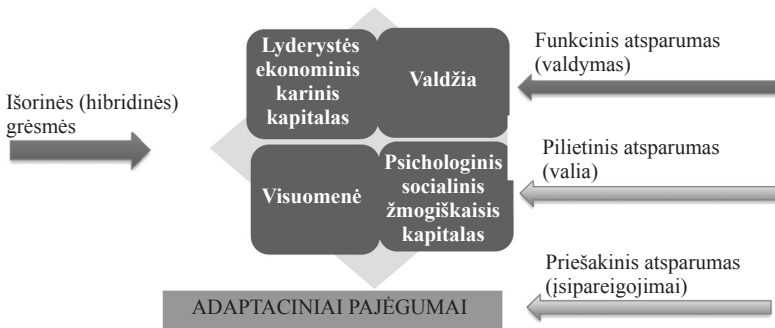 Išorinės (hibridinės)
grėsmės
Lyderystės
ekonominis
karinis
kapitalas
Valdžia
Visuomenė
Psichologinis
socialinis
žmogiškaisis
kapitalas
ADAPTACINIAI PAJĖGUMAI
Funkcinis atsparumas
(valdymas)
Pilietinis atsparumas
(valia)
Priešakinis atsparumas
(įsipareigojimai)